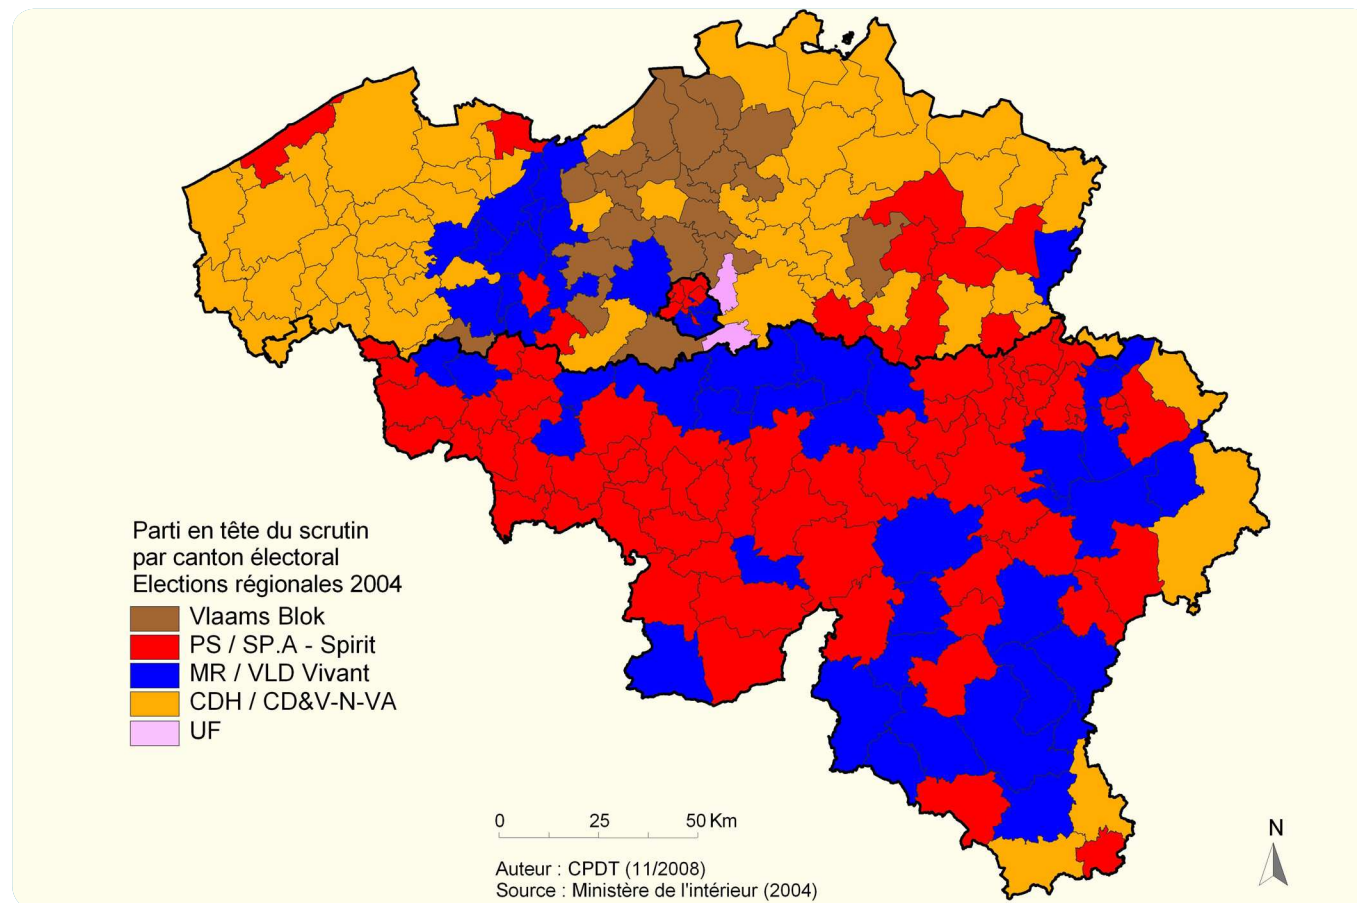 Parti en tête du scrutin
par canton électoral
Elections régionales 2004
Vlaams Blok
PS / SP.A - Spirit
MR / VLD Vivant
CDH / CD&V-N-VA
UF
0 25 50 Km
Auteur : CPDT (11/2008)
Source : Ministère de l'intérieur (2004)
N